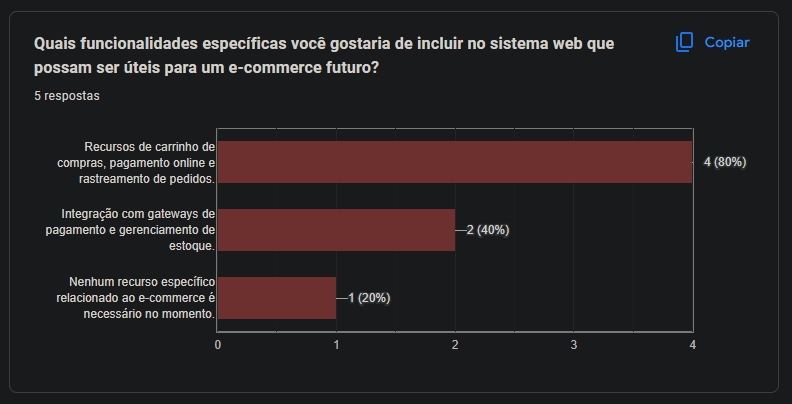 Quais funcionalidades específicas você gostaria de incluir no sistema web que
possam ser úteis para um e-commerce futuro?
Copiar
5 respostas
Recursos de carrinho de
compras, pagamento online e
rastreamento de pedidos.
4 (80%)
Integração com gateways de
pagamento e gerenciamento de
estoque.
2 (40%)
Nenhum recurso específico
relacionado ao e-commerce é
necessário no momento.
1 (20%)
0 1 2 3 4